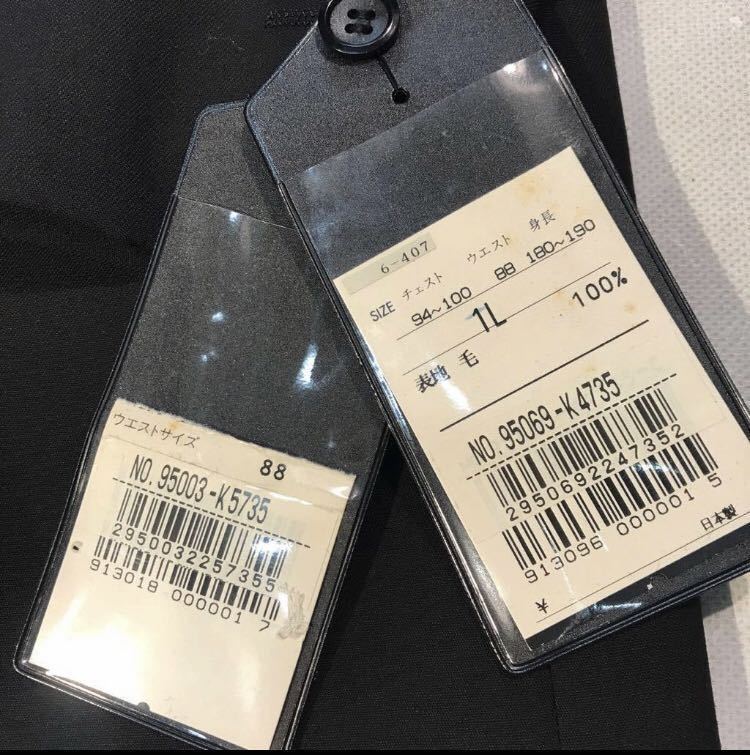 6-407
SIZE チェスト ウエスト 身長
94~100 88 180~190
1L
表地 毛 100%
NO. 95069-K4735
2950692247352
913096 000001 5
日本製
¥
ウエストサイズ
88
NO. 95003-K5735
2950032257355
913018 000001 7